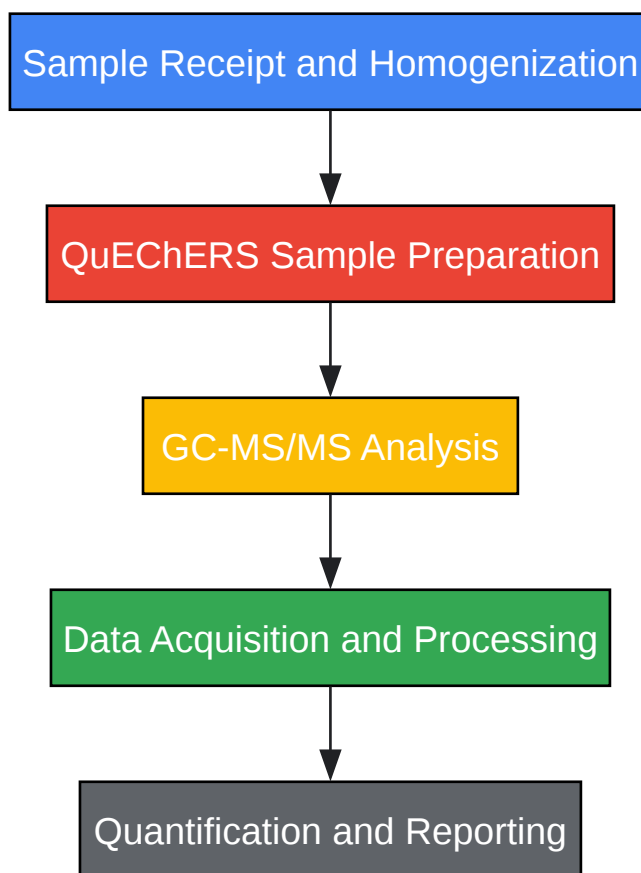 Sample Receipt and Homogenization
QuEChERS Sample Preparation
GC-MS/MS Analysis
Data Acquisition and Processing
Quantification and Reporting